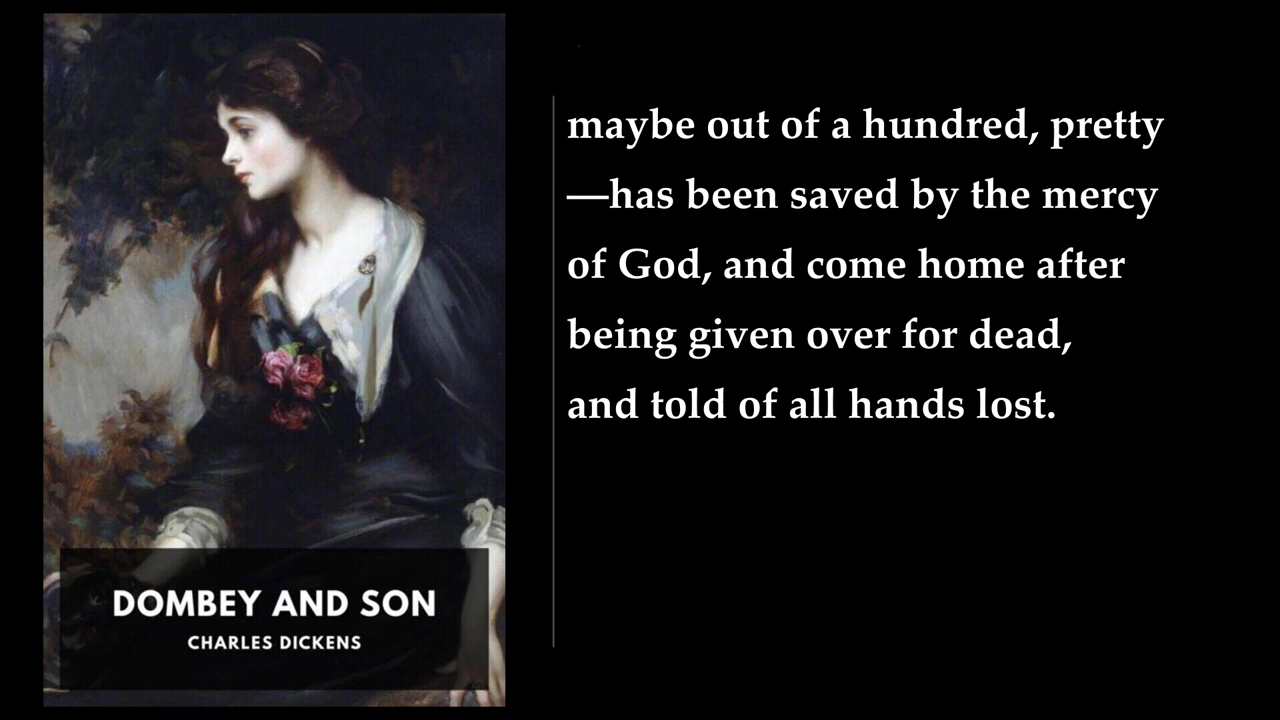 maybe out of a hundred, pretty
—has been saved by the mercy
of God, and come home after
being given over for dead,
and told of all hands lost.
DOMBEY AND SON
CHARLES DICKENS